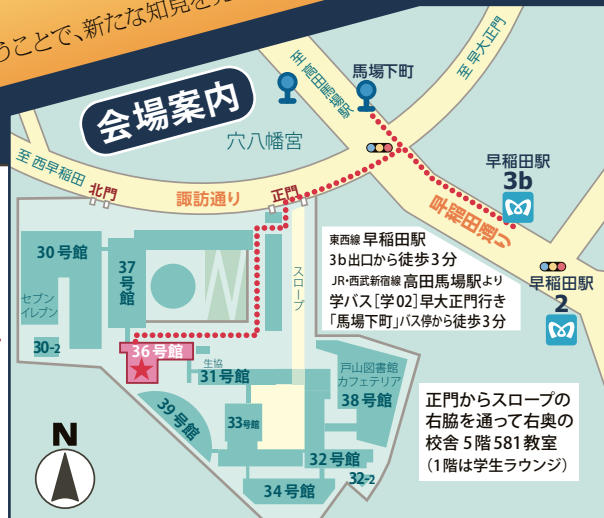 うことで、新たな知見を
会場案内
至高田馬場駅
馬場下町
至早大正門
穴八幡宮
至西早稲田
北門
諏訪通り
正門
早稲田駅
3b
早稲田通り
早稲田駅
2
東西線 早稲田駅
3b出口から徒歩3分
JR・西武新宿線 高田馬場駅より
学バス[学02]早大正門行き
「馬場下町」バス停から徒歩3分
30号館
セブン
イレブン
37号館
スロープ
30-2
36号館
生協
31号館
戸山図書館
カフェテリア
38号館
39号館
33号館
32号館
32-2
34号館
正門からスロープの
右脇を通って右奥の
校舎5階581教室
(1階は学生ラウンジ)
N